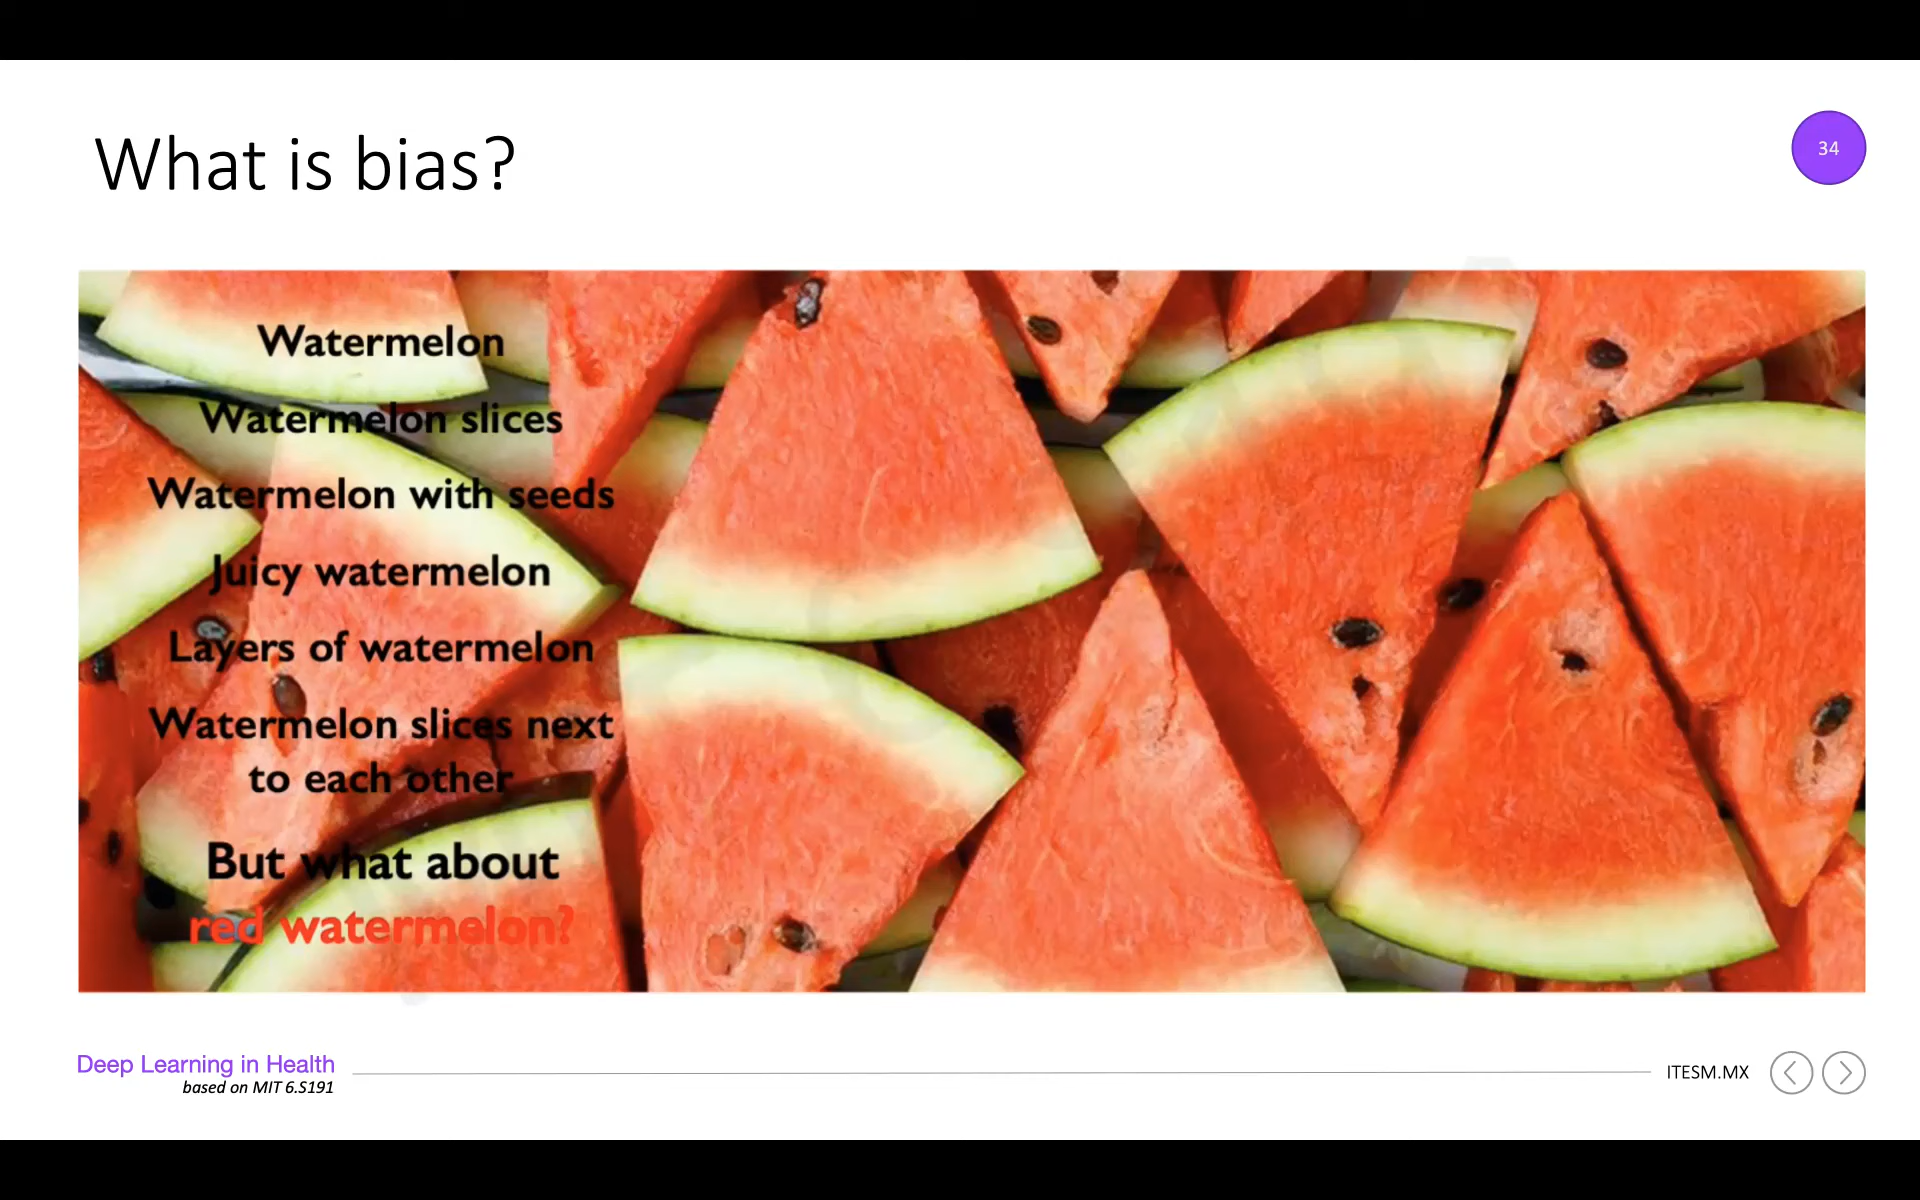 What is bias?
34
Watermelon
Watermelon slices
Watermelon with seeds
Juicy watermelon
Layers of watermelon
Watermelon slices next
to each other
But what about
red watermelon?
Deep Learning in Health
based on MIT 6.S191
ITESM.MX